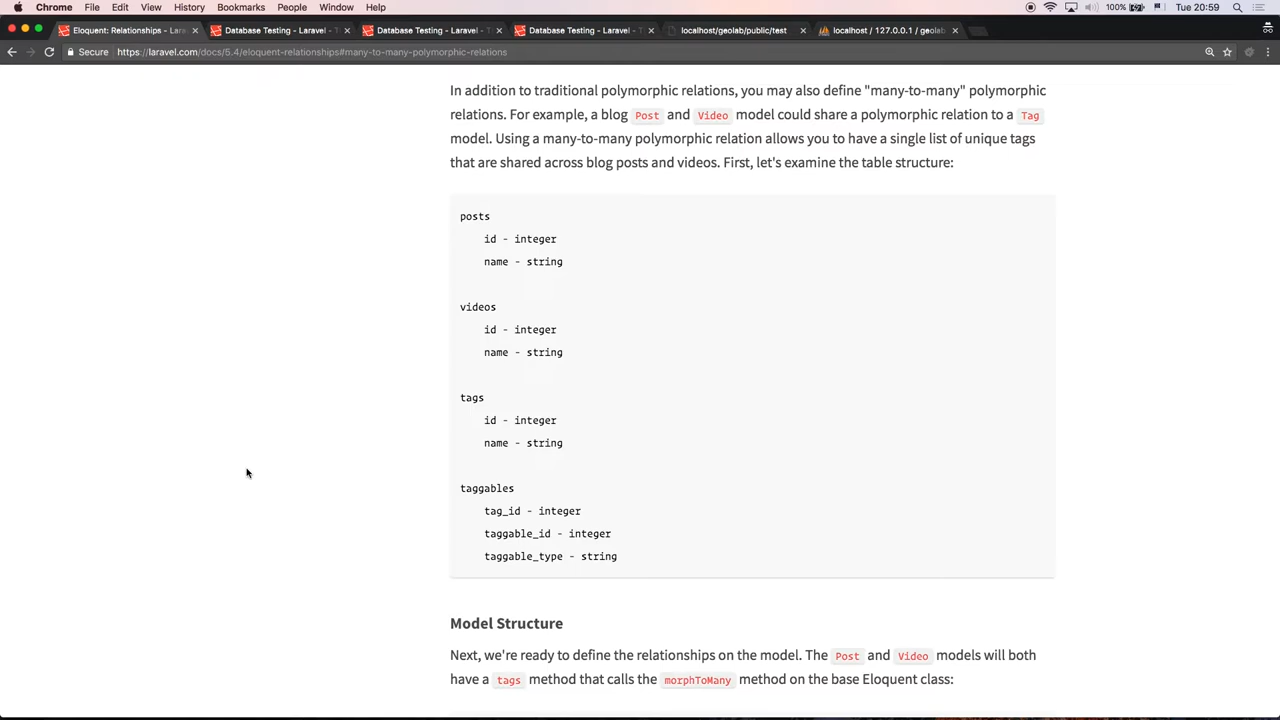 Chrome File Edit View History Bookmarks People Window Help 100% Tue 20:59
Eloquent: Relationships - Lara Database Testing - Laravel - T Database Testing - Laravel - T Database Testing - Laravel - T localhost/geolab/public/test localhost / 127.0.0.1 / geolab
Secure https://laravel.com/docs/5.4/eloquent-relationships#many-to-many-polymorphic-relations
In addition to traditional polymorphic relations, you may also define "many-to-many" polymorphic
relations. For example, a blog Post and Video model could share a polymorphic relation to a Tag
model. Using a many-to-many polymorphic relation allows you to have a single list of unique tags
that are shared across blog posts and videos. First, let's examine the table structure:
posts
id - integer
name - string
videos
id - integer
name - string
tags
id - integer
name - string
taggables
tag_id - integer
taggable_id - integer
taggable_type - string
Model Structure
Next, we're ready to define the relationships on the model. The Post and Video models will both
have a tags method that calls the morphToMany method on the base Eloquent class: